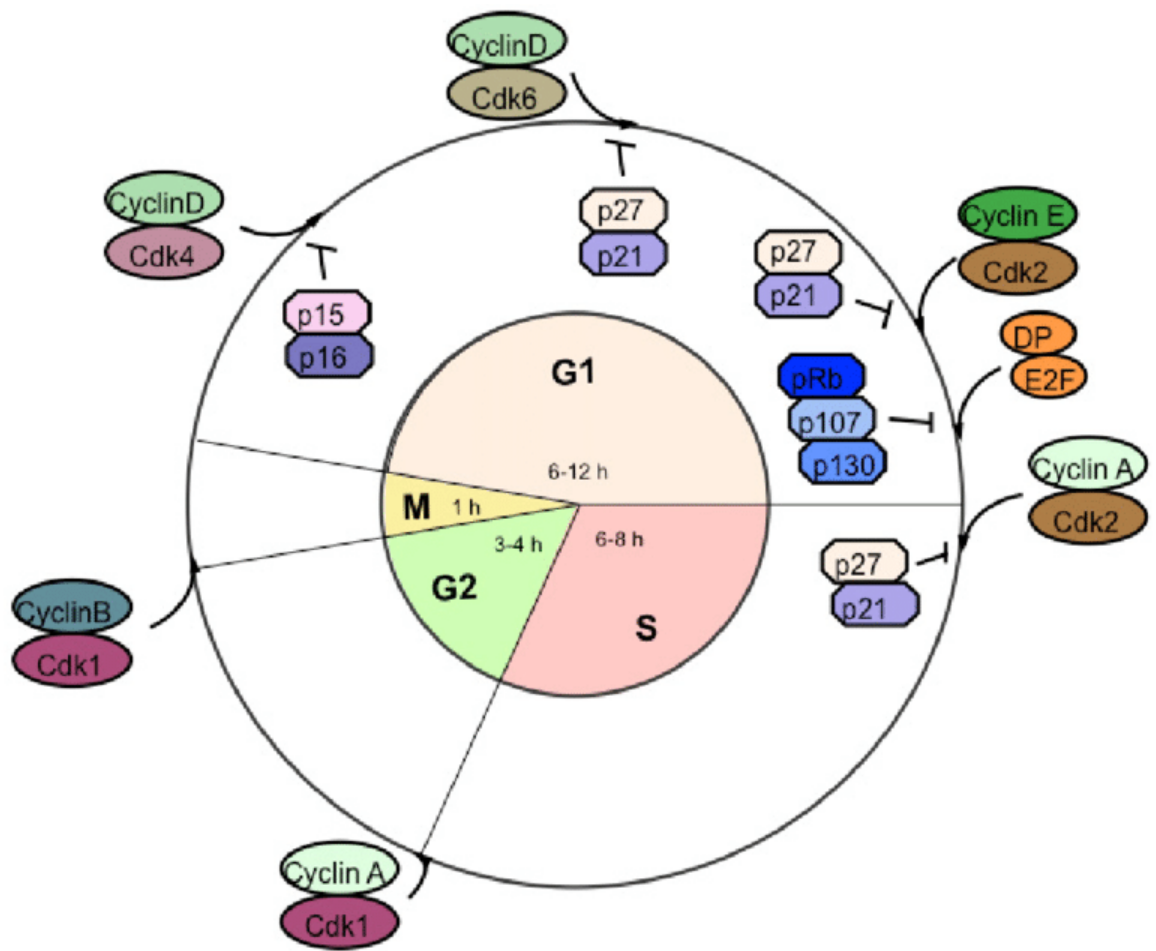 CyclinD
Cdk6
CyclinD
Cdk4
p27
p21
p15
p16
p27
p21
Cyclin E
Cdk2
DP
E2F
pRb
p107
p130
Cyclin A
Cdk2
p27
p21
G1
6-12 h
M 1 h
3-4 h
G2
6-8 h
S
CyclinB
Cdk1
Cyclin A
Cdk1